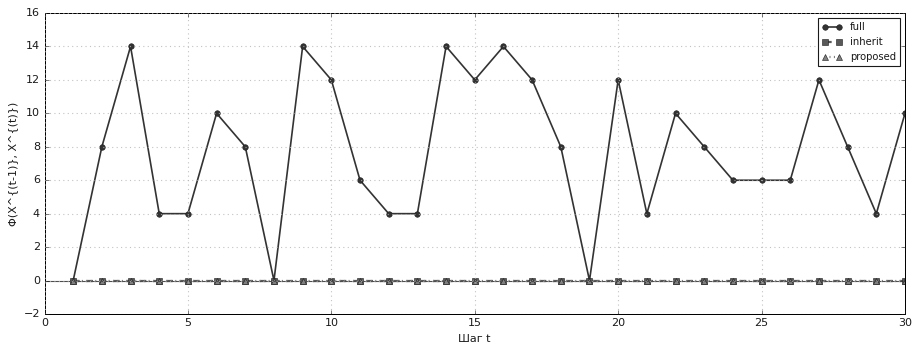 16
14
12
10
8
6
4
2
0
−2
Φ(X^{(t-1)}, X^{(t)})
full
inherit
proposed
0 5 10 15 20 25 30
Шаг t